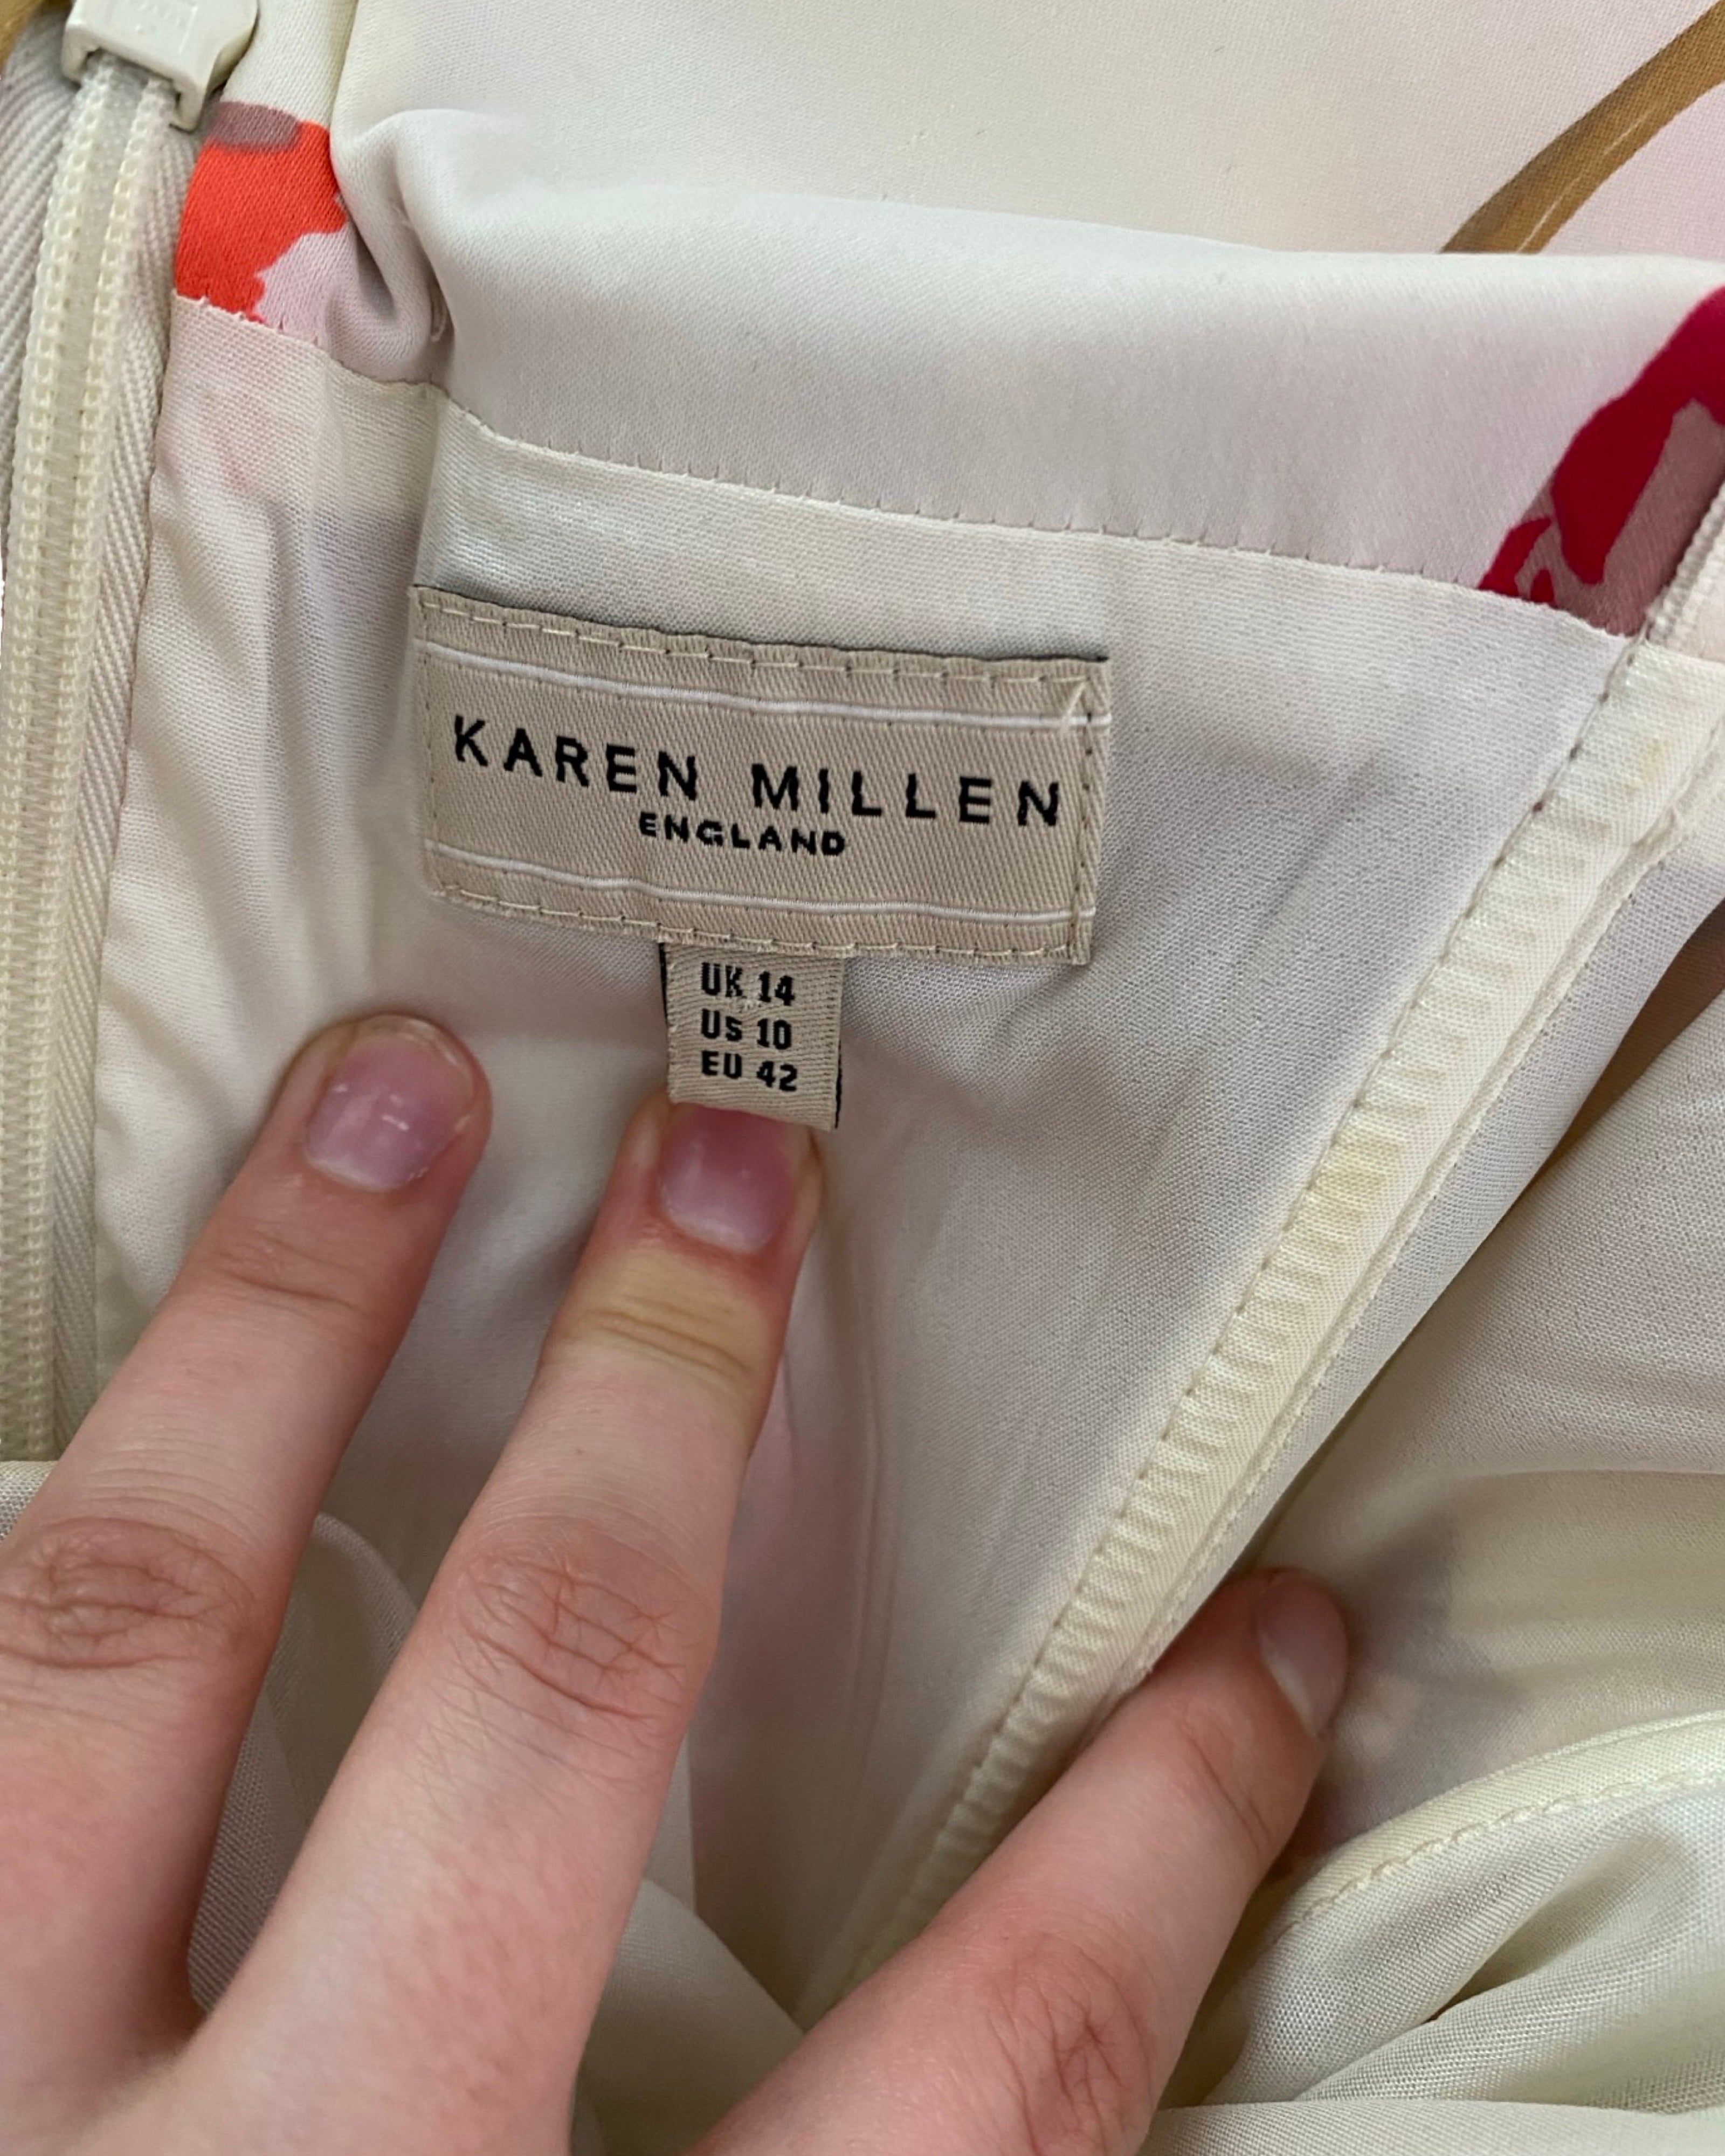 KAREN MILLEN
ENGLAND
UK 14
US 10
EU 42